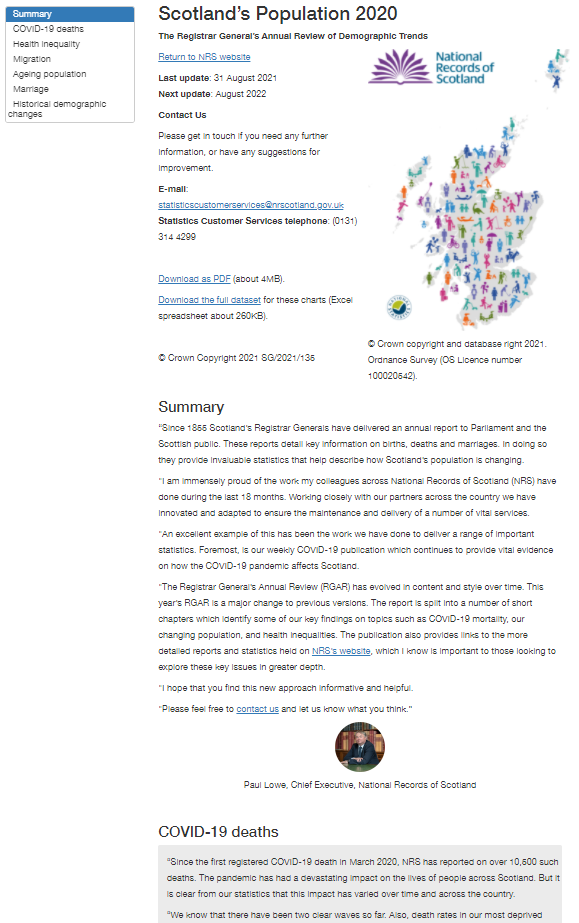 Summary
COVID-19 deaths
Health inequality
Migration
Ageing population
Marriage
Historical demographic
changes
Scotland's Population 2020
The Registrar General's Annual Review of Demographic Trends
Return to NRS website
Last update: 31 August 2021
Next update: August 2022
Contact Us
Please get in touch if you need any further
information, or have any suggestions for
improvement.
E-mail:
statisticscustomerservices@nrscotland.gov.uk
Statistics Customer Services telephone: (0131)
314 4299
Download as PDF (about 4MB).
Download the full dataset for these charts (Excel
spreadsheet about 260KB).
© Crown Copyright 2021 SG/2021/135
National
Records of
Scotland
© Crown copyright and database right 2021.
Ordnance Survey (OS Licence number
100020542).
Summary
"Since 1855 Scotland's Registrar Generals have delivered an annual report to Parliament and the
Scottish public. These reports detail key information on births, deaths and marriages. In doing so
they provide invaluable statistics that help describe how Scotland's population is changing.
"I am immensely proud of the work my colleagues across National Records of Scotland (NRS) have
done during the last 18 months. Working closely with our partners across the country we have
innovated and adapted to ensure the maintenance and delivery of a number of vital services.
"An excellent example of this has been the work we have done to deliver a range of important
statistics. Foremost, is our weekly COVID-19 publication which continues to provide vital evidence
on how the COVID-19 pandemic affects Scotland.
"The Registrar General's Annual Review (RGAR) has evolved in content and style over time. This
year's RGAR is a major change to previous versions. The report is split into a number of short
chapters which identify some of our key findings on topics such as COVID-19 mortality, our
changing population, and health inequalities. The publication also provides links to the more
detailed reports and statistics held on NRS's website, which I know is important to those looking to
explore these key issues in greater depth.
"I hope that you find this new approach informative and helpful.
"Please feel free to contact us and let us know what you think."
Paul Lowe, Chief Executive, National Records of Scotland
COVID-19 deaths
"Since the first registered COVID-19 death in March 2020, NRS has reported on over 10,500 such
deaths. The pandemic has had a devastating impact on the lives of people across Scotland. But it
is clear from our statistics that this impact has varied over time and across the country.
"We know that there have been two clear waves so far. Also, death rates in our most deprived